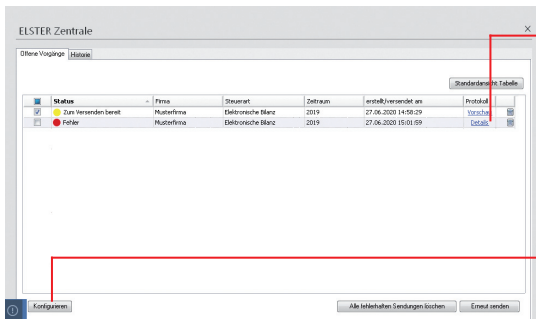 ELSTER Zentrale
Offene Vorgänge Historie
Standardansicht Tabelle
Status Firma Steuerart Zeitraum erstellt/versendet am Protokoll
Zum Versenden bereit Musterfirma Elektronische Bilanz 2019 27.06.2020 14:58:29 Vorschau
Fehler Musterfirma Elektronische Bilanz 2019 27.06.2020 15:01:59 Details
Konfigurieren Alle fehlerhaften Sendungen löschen Erneut senden